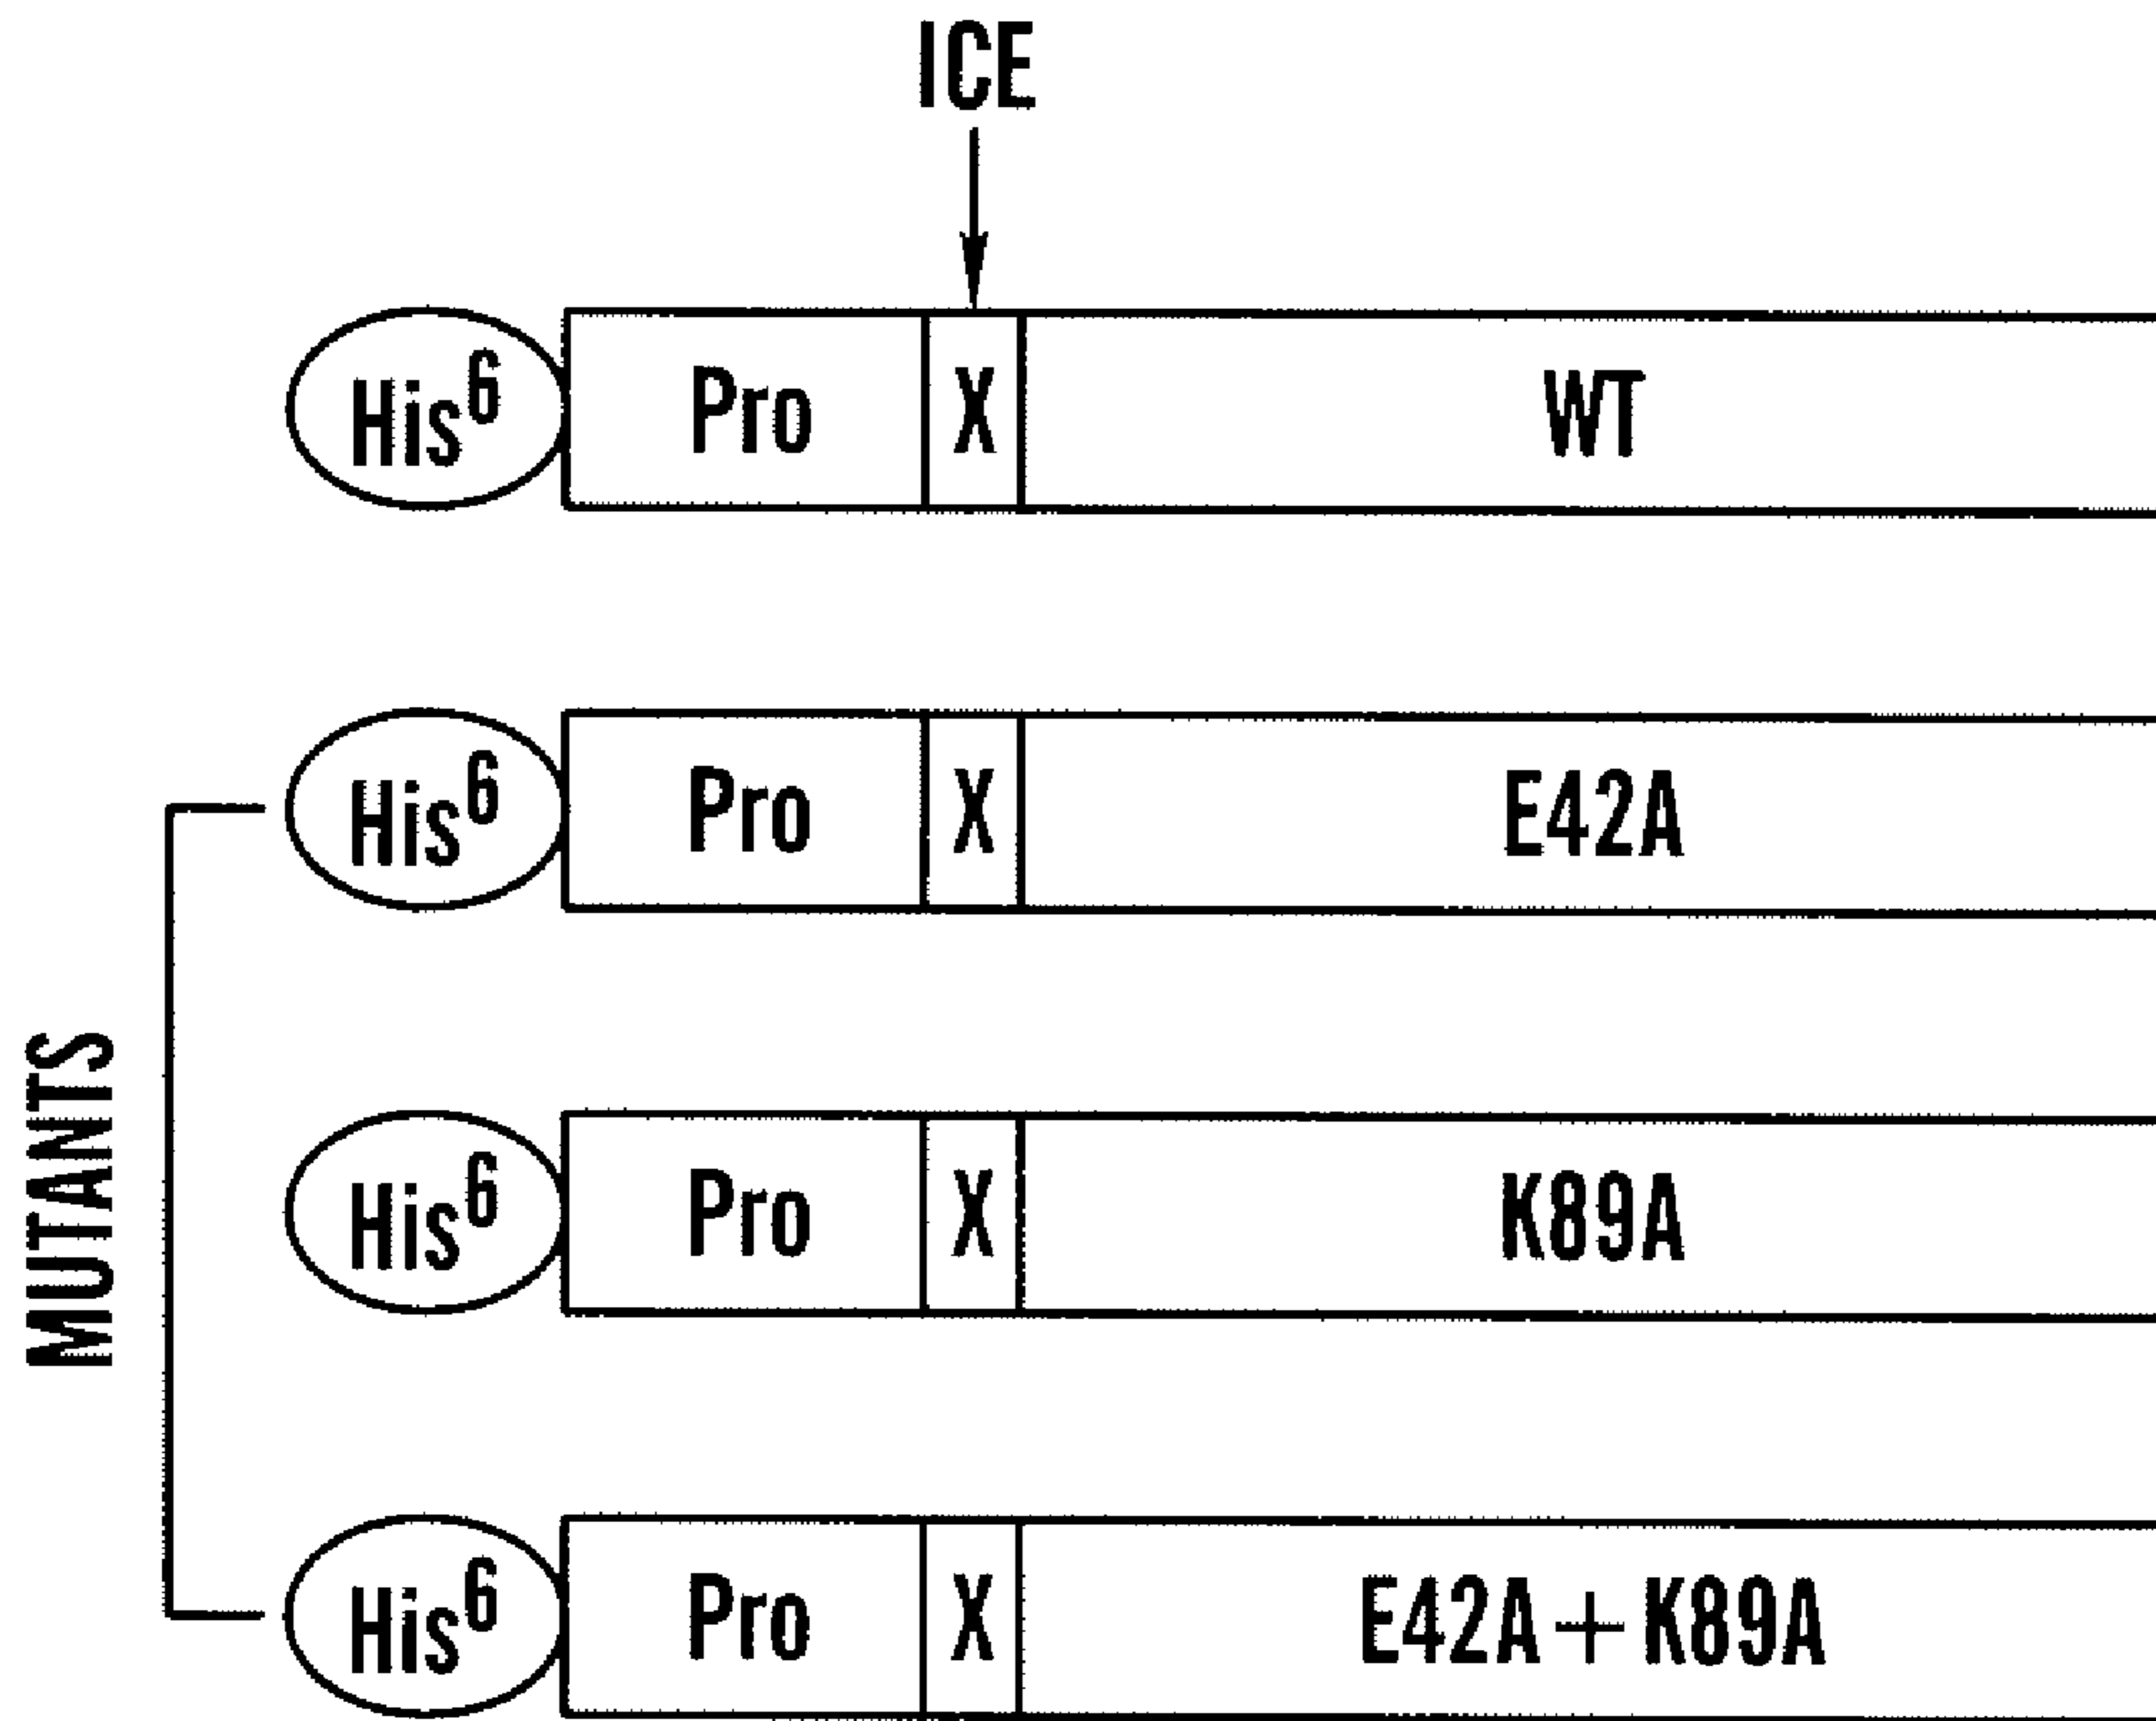 ICE
His⁶ Pro X WT
His⁶ Pro X E42A
MUTANTS
His⁶ Pro X K89A
His⁶ Pro X E42A + K89A